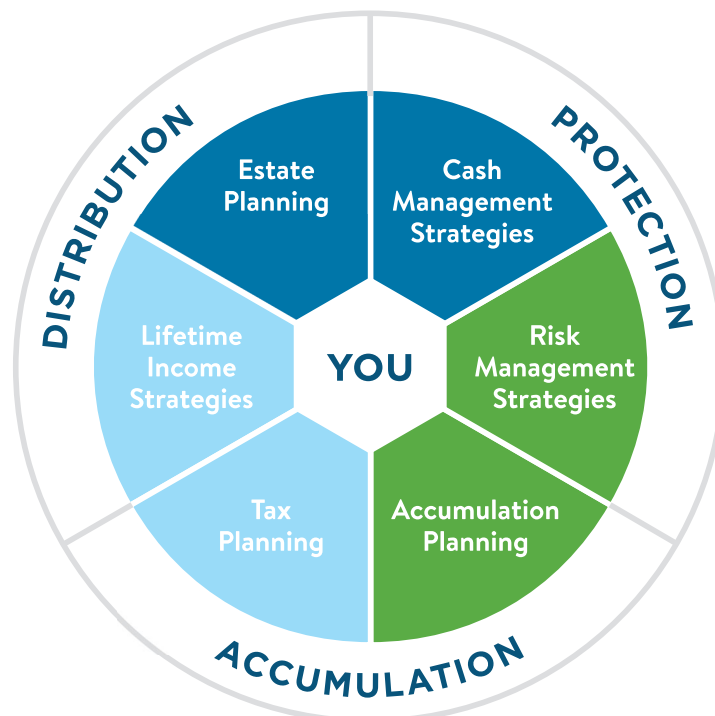 DISTRIBUTION
PROTECTION
Estate
Planning
Cash
Management
Strategies
Lifetime
Income
Strategies
YOU
Risk
Management
Strategies
Tax
Planning
Accumulation
Planning
ACCUMULATION